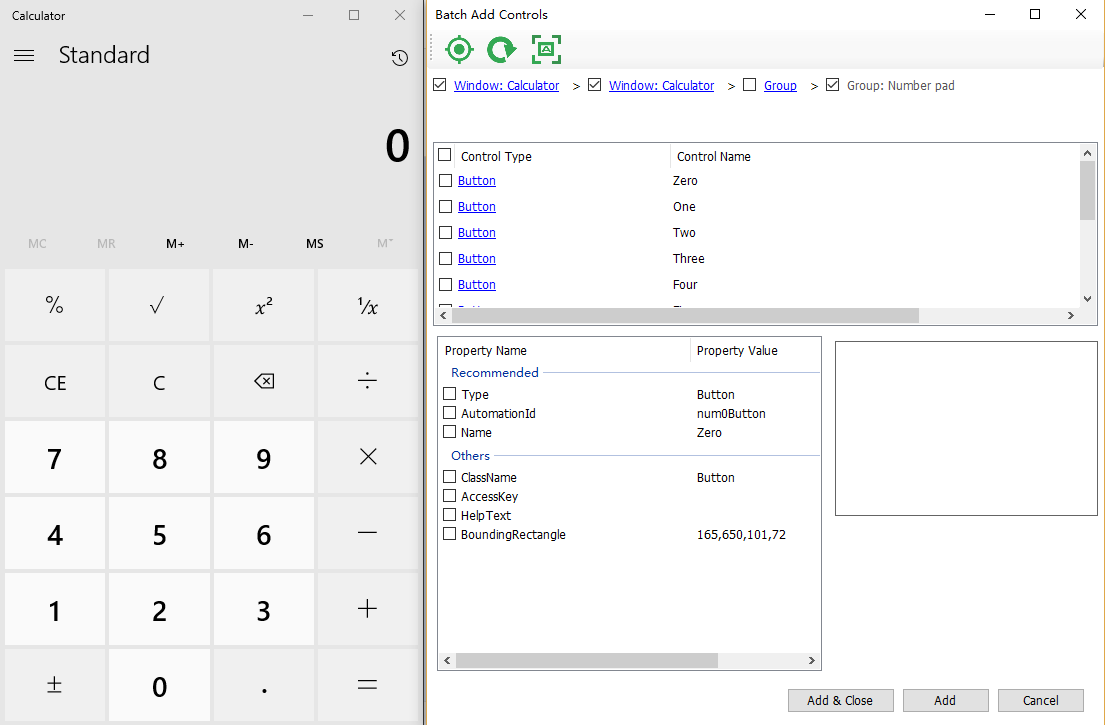 Calculator
Standard
0
MC MR M+ M- MS M˅
% √ x² ¹/x
CE C ÷
7 8 9 ×
4 5 6 −
1 2 3 +
± 0 . =
Batch Add Controls
Window: Calculator > Window: Calculator > Group > Group: Number pad
Control Type Control Name
Button Zero
Button One
Button Two
Button Three
Button Four
Property Name Property Value
Recommended
Type Button
AutomationId num0Button
Name Zero
Others
ClassName Button
AccessKey
HelpText
BoundingRectangle 165,650,101,72
Add & Close Add Cancel